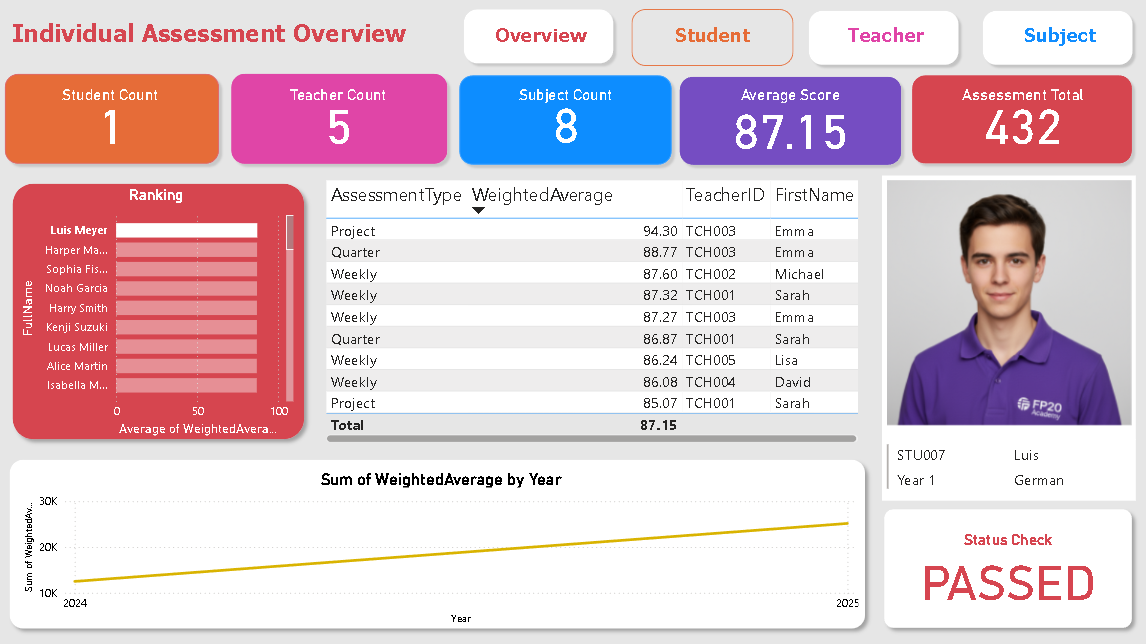 Individual Assessment Overview
Overview
Student
Teacher
Subject
Student Count
1
Teacher Count
5
Subject Count
8
Average Score
87.15
Assessment Total
432
Ranking
FullName
Luis Meyer
Harper Ma...
Sophia Fis...
Noah Garcia
Harry Smith
Kenji Suzuki
Lucas Miller
Alice Martin
Isabella M...
0 50 100
Average of WeightedAvera...
AssessmentType WeightedAverage TeacherID FirstName
Project 94.30 TCH003 Emma
Quarter 88.77 TCH003 Emma
Weekly 87.60 TCH002 Michael
Weekly 87.32 TCH001 Sarah
Weekly 87.27 TCH003 Emma
Quarter 86.87 TCH001 Sarah
Weekly 86.24 TCH005 Lisa
Weekly 86.08 TCH004 David
Project 85.07 TCH001 Sarah
Total 87.15
FP20
Academy
STU007 Luis
Year 1 German
Sum of WeightedAverage by Year
Sum of WeightedAv...
30K
20K
10K
2024 2025
Year
Status Check
PASSED